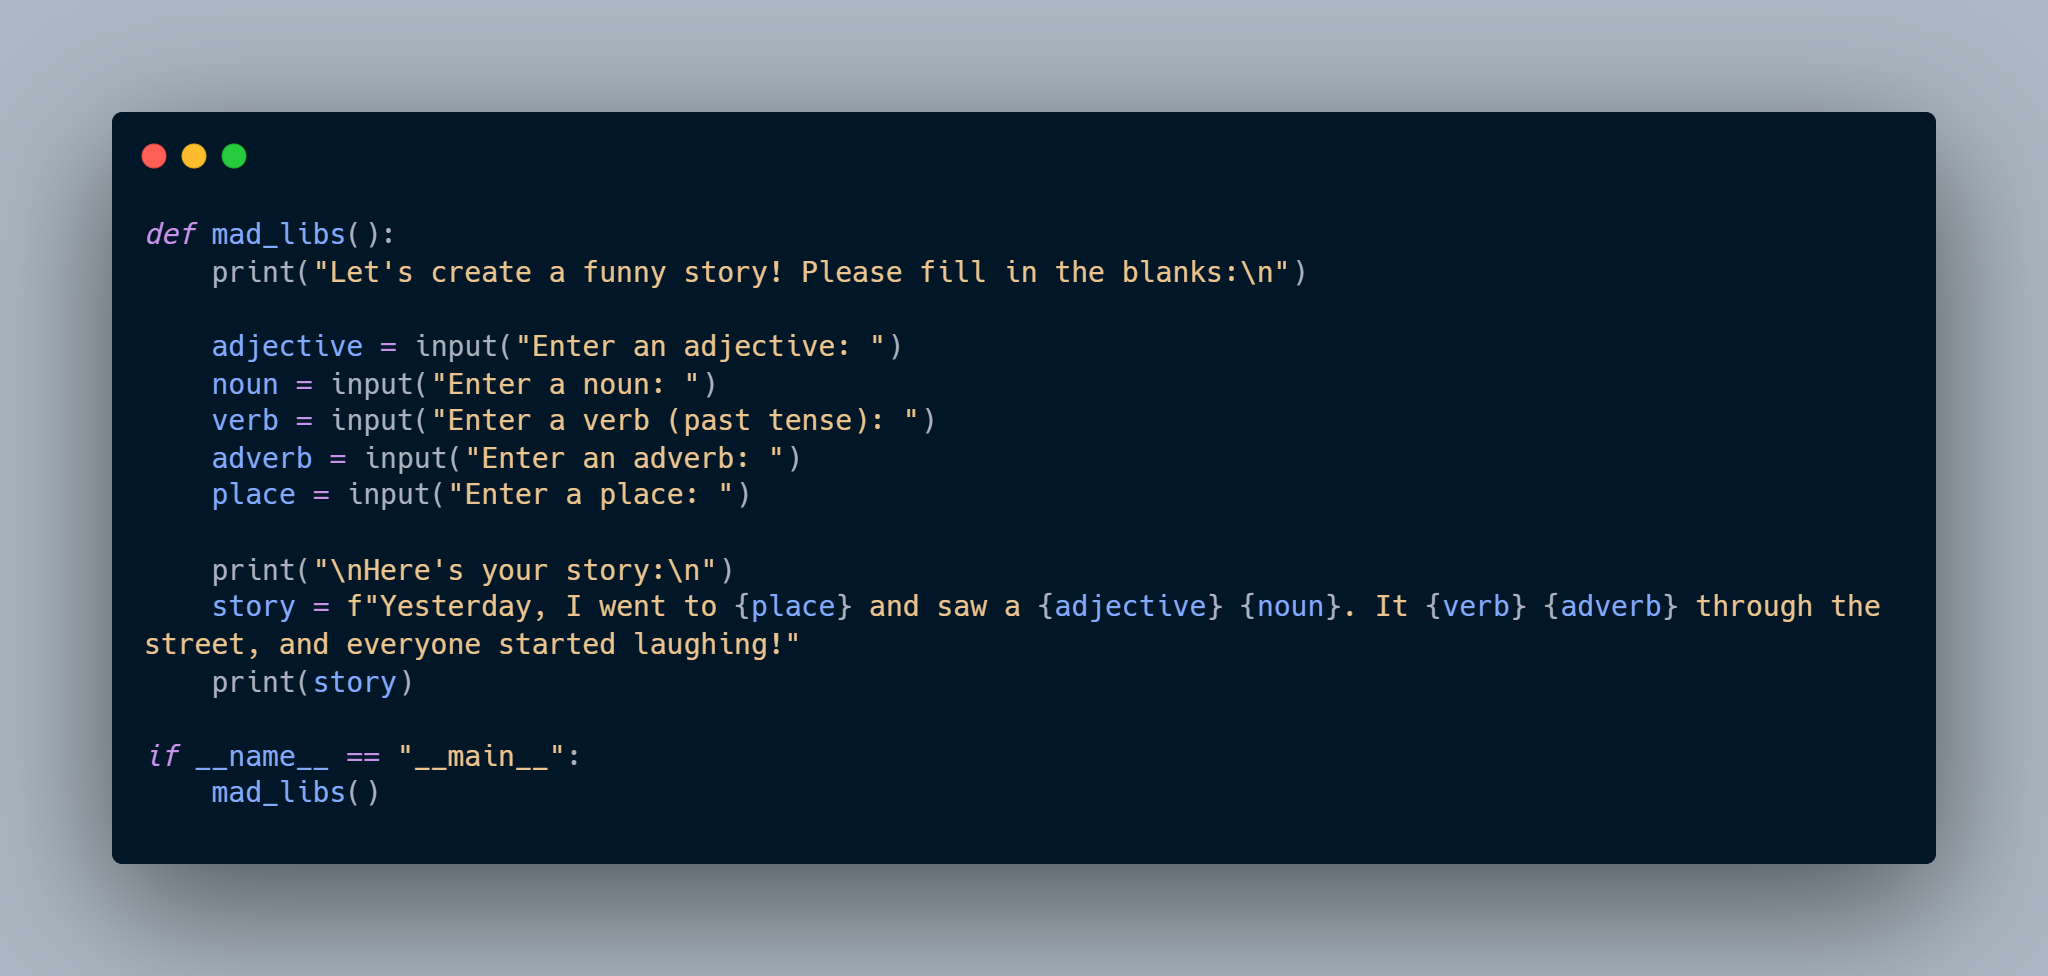 def mad_libs():
    print("Let's create a funny story! Please fill in the blanks:\n")
    adjective = input("Enter an adjective: ")
    noun = input("Enter a noun: ")
    verb = input("Enter a verb (past tense): ")
    adverb = input("Enter an adverb: ")
    place = input("Enter a place: ")
    print("\nHere's your story:\n")
    story = f"Yesterday, I went to {place} and saw a {adjective} {noun}. It {verb} {adverb} through the
street, and everyone started laughing!"
    print(story)
if __name__ == "__main__":
    mad_libs()